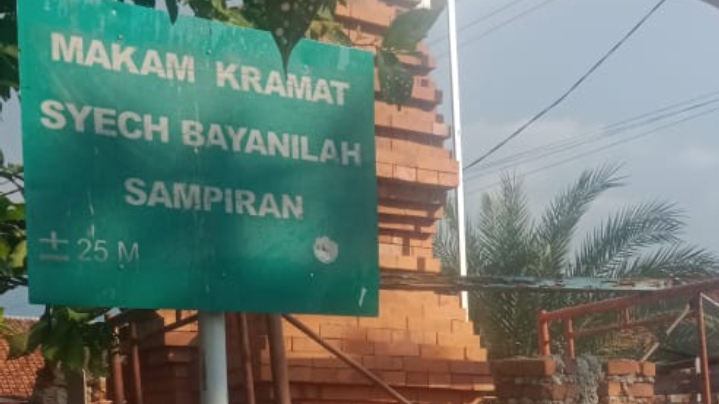 MAKAM KRAMAT
SYECH BAYANILAH
SAMPIRAN
± 25 M